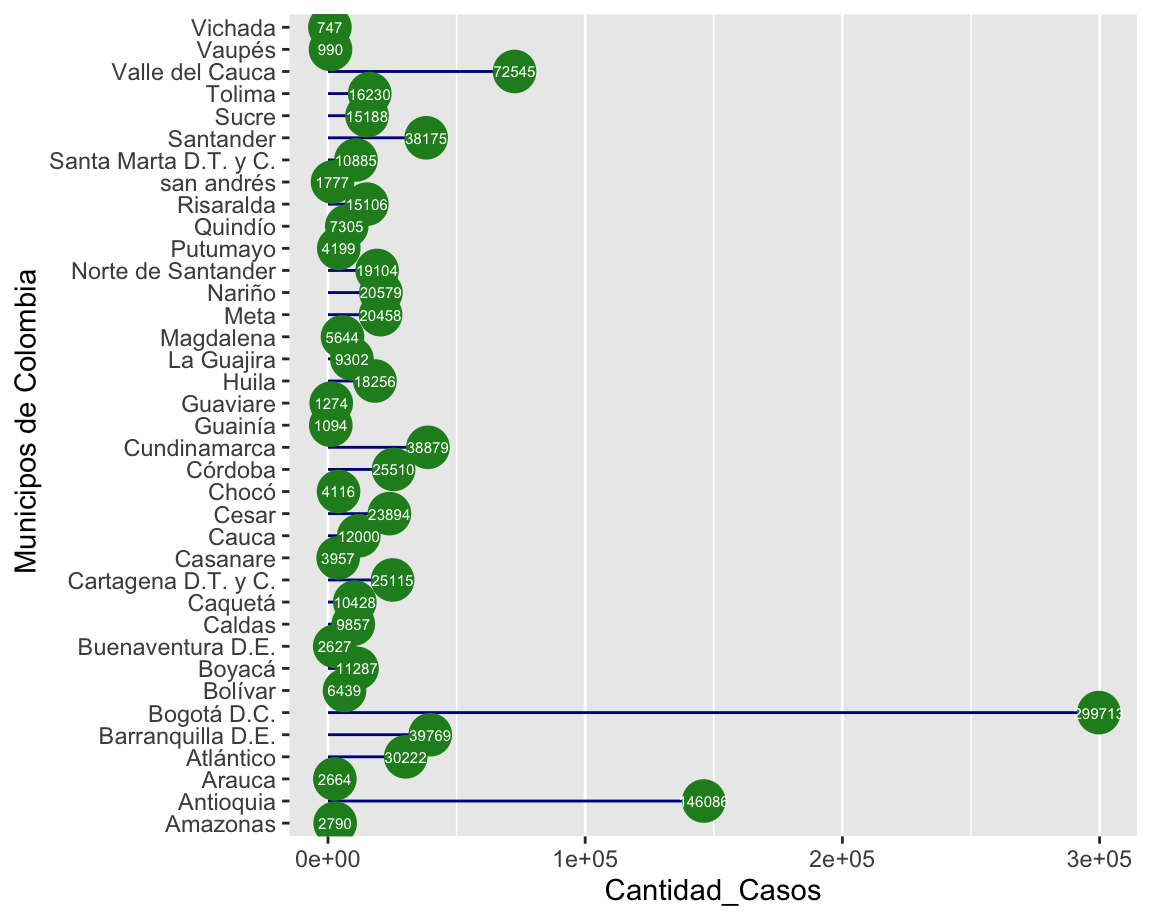 Municipos de Colombia
Vichada 747
Vaupés 990
Valle del Cauca 72545
Tolima 16230
Sucre 15188
Santander 38175
Santa Marta D.T. y C. 10885
san andrés 1777
Risaralda 15106
Quindío 7305
Putumayo 4199
Norte de Santander 19104
Nariño 20579
Meta 20458
Magdalena 5644
La Guajira 9302
Huila 18256
Guaviare 1274
Guainía 1094
Cundinamarca 38879
Córdoba 25510
Chocó 4116
Cesar 23894
Cauca 12000
Casanare 3957
Cartagena D.T. y C. 25115
Caquetá 10428
Caldas 9857
Buenaventura D.E. 2627
Boyacá 11287
Bolívar 6439
Bogotá D.C. 299713
Barranquilla D.E. 39769
Atlántico 30222
Arauca 2664
Antioquia 146086
Amazonas 2790
0e+00 1e+05 2e+05 3e+05
Cantidad_Casos